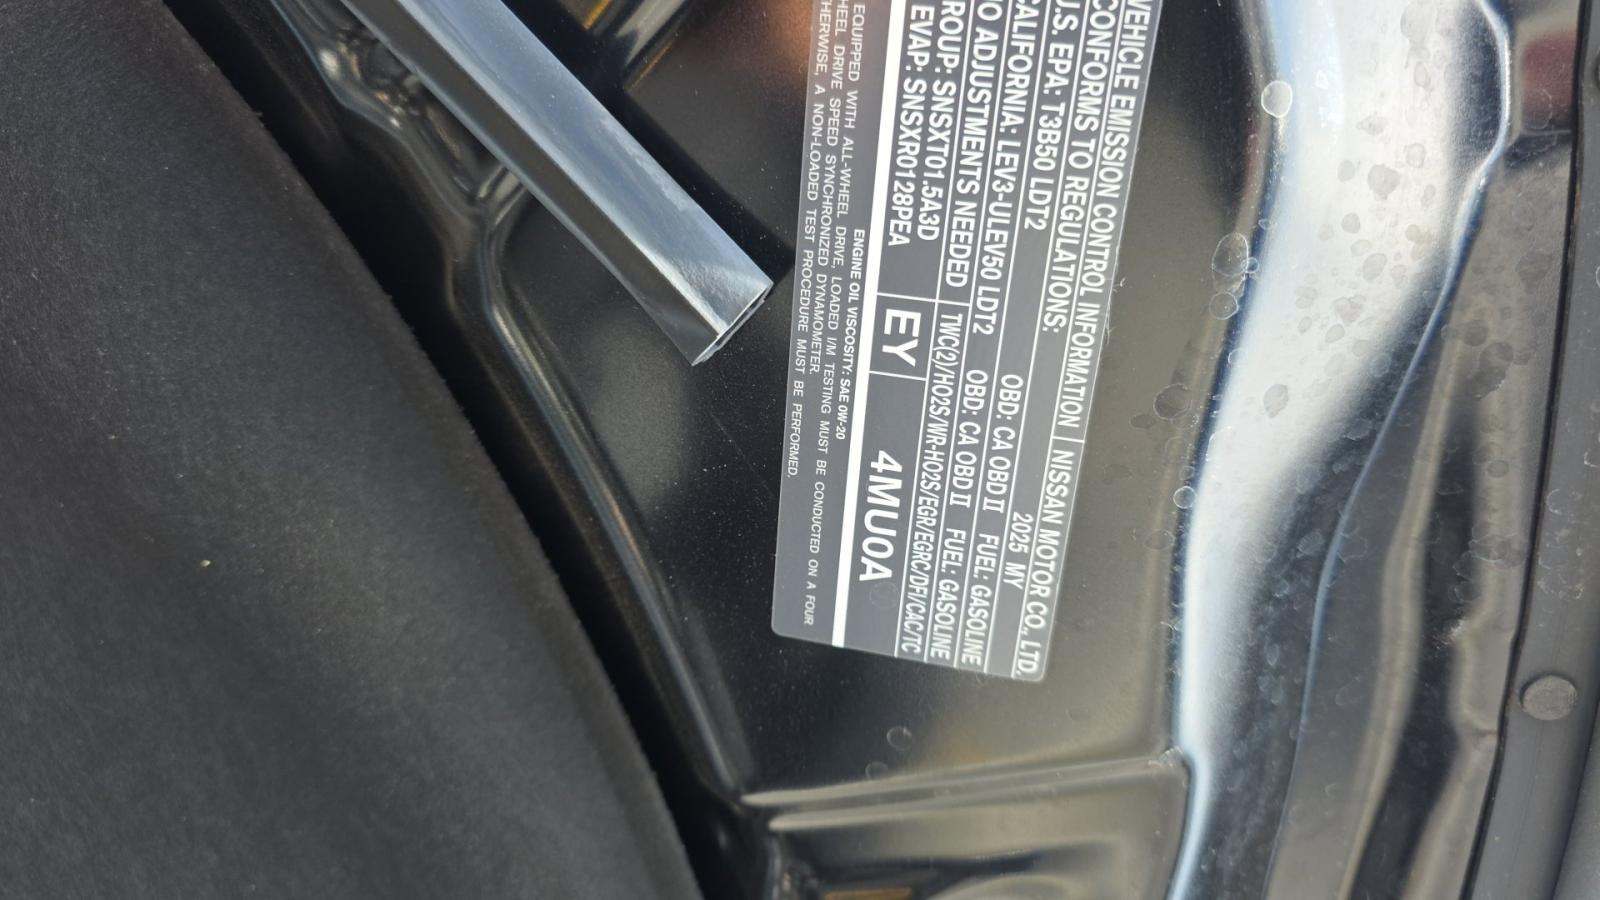 VEHICLE EMISSION CONTROL INFORMATION NISSAN MOTOR CO., LTD.
CONFORMS TO REGULATIONS: 2025 MY
U.S. EPA: T3B50 LDT2 OBD: CA OBD II FUEL: GASOLINE
CALIFORNIA: LEV3-ULEV50 LDT2 OBD: CA OBD II FUEL: GASOLINE
NO ADJUSTMENTS NEEDED TWC(2)/HO2S/WR-HO2S/EGR/EGRC/DFI/CAC/TC
ROUP: SNSXT01.5A3D
EVAP: SNSXR0128PEA EY 4MU0A
ENGINE OIL VISCOSITY: SAE 0W-20
EQUIPPED WITH ALL-WHEEL DRIVE, LOADED I/M TESTING MUST BE CONDUCTED ON A FOUR
HEEL DRIVE SPEED SYNCHRONIZED DYNAMOMETER.
THERWISE, A NON-LOADED TEST PROCEDURE MUST BE PERFORMED.